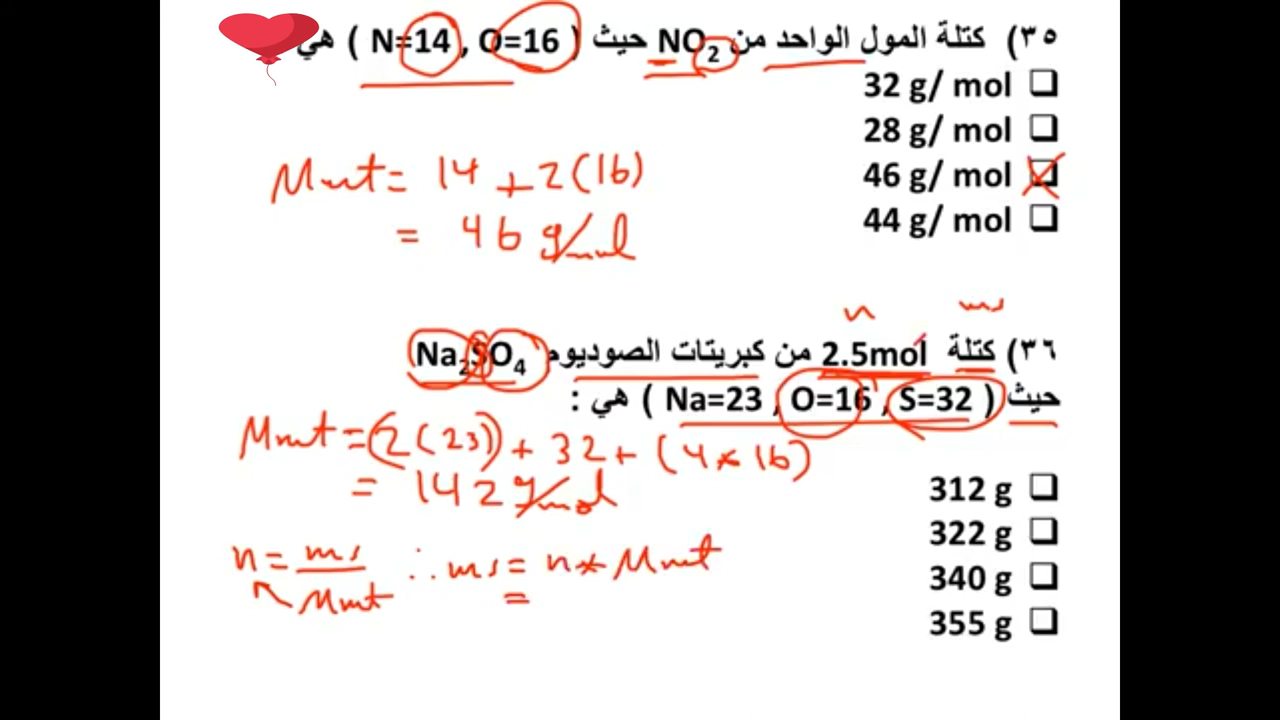 ٣٥) كتلة المول الواحد من NO2 حيث ( N=14 , O=16 ) هي
32 g/ mol
28 g/ mol
46 g/ mol
44 g/ mol
Mwt = 14 + 2(16)
= 46 g/mol
n ms
٣٦) كتلة 2.5mol من كبريتات الصوديوم Na2SO4
حيث ( Na=23 , O=16 , S=32 ) هي :
Mwt = (2(23)) + 32 + (4 * 16)
= 142 g/mol
312 g
322 g
340 g
355 g
n = ms / Mwt ∴ ms = n * Mwt
=